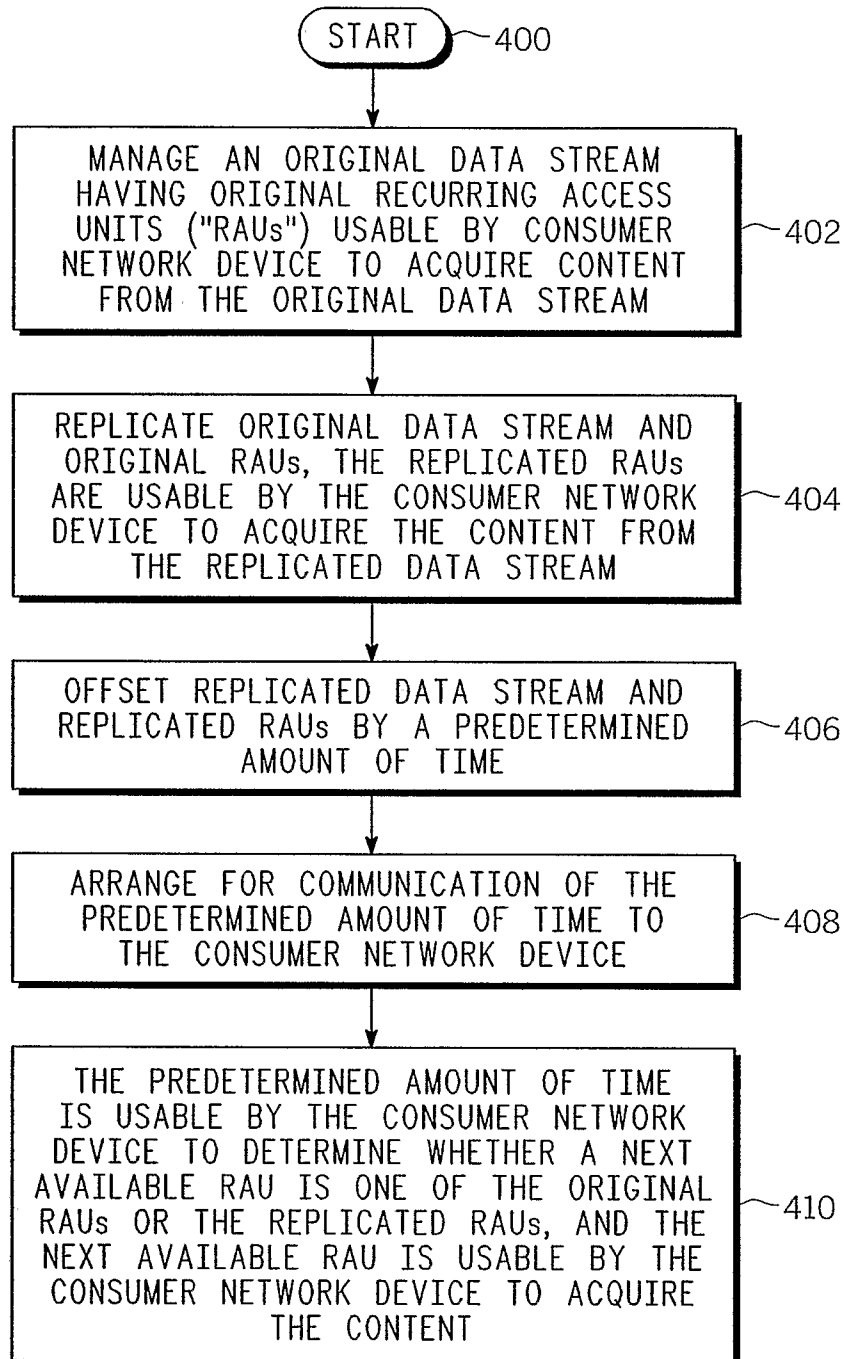 START
400
MANAGE AN ORIGINAL DATA STREAM
HAVING ORIGINAL RECURRING ACCESS
UNITS ("RAUs") USABLE BY CONSUMER
NETWORK DEVICE TO ACQUIRE CONTENT
FROM THE ORIGINAL DATA STREAM
402
REPLICATE ORIGINAL DATA STREAM AND
ORIGINAL RAUs, THE REPLICATED RAUs
ARE USABLE BY THE CONSUMER NETWORK
DEVICE TO ACQUIRE THE CONTENT FROM
THE REPLICATED DATA STREAM
404
OFFSET REPLICATED DATA STREAM AND
REPLICATED RAUs BY A PREDETERMINED
AMOUNT OF TIME
406
ARRANGE FOR COMMUNICATION OF THE
PREDETERMINED AMOUNT OF TIME TO
THE CONSUMER NETWORK DEVICE
408
THE PREDETERMINED AMOUNT OF TIME
IS USABLE BY THE CONSUMER NETWORK
DEVICE TO DETERMINE WHETHER A NEXT
AVAILABLE RAU IS ONE OF THE ORIGINAL
RAUs OR THE REPLICATED RAUs, AND THE
NEXT AVAILABLE RAU IS USABLE BY THE
CONSUMER NETWORK DEVICE TO ACQUIRE
THE CONTENT
410